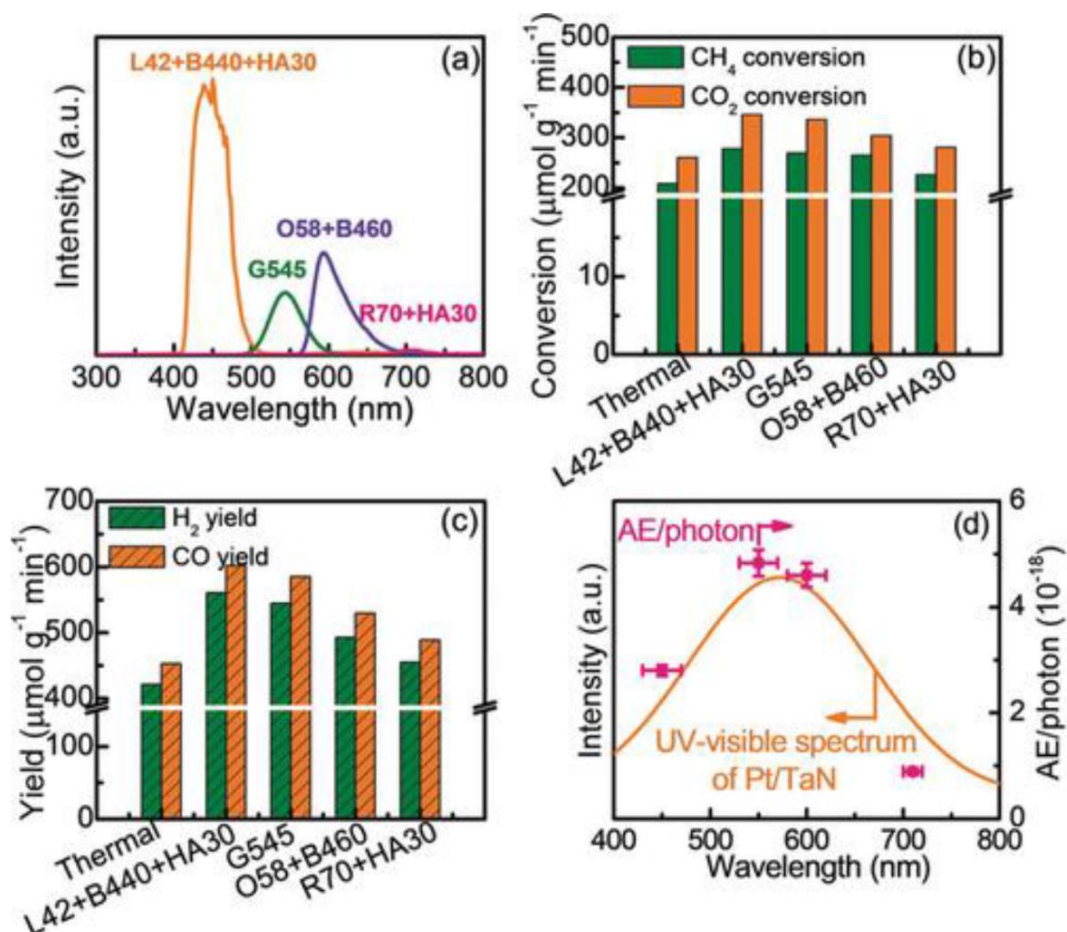 (a)
L42+B440+HA30
O58+B460
G545
R70+HA30
Intensity (a.u.)
300 400 500 600 700 800
Wavelength (nm)
(b)
CH₄ conversion
CO₂ conversion
Conversion (μmol g⁻¹ min⁻¹)
500
400
300
200
10
0
Thermal
L42+B440+HA30
G545
O58+B460
R70+HA30
(c)
H₂ yield
CO yield
Yield (μmol g⁻¹ min⁻¹)
700
600
500
400
100
0
Thermal
L42+B440+HA30
G545
O58+B460
R70+HA30
(d)
AE/photon
UV-visible spectrum
of Pt/TaN
Intensity (a.u.)
6
4
2
0
AE/photon (10⁻¹⁸)
400 500 600 700 800
Wavelength (nm)